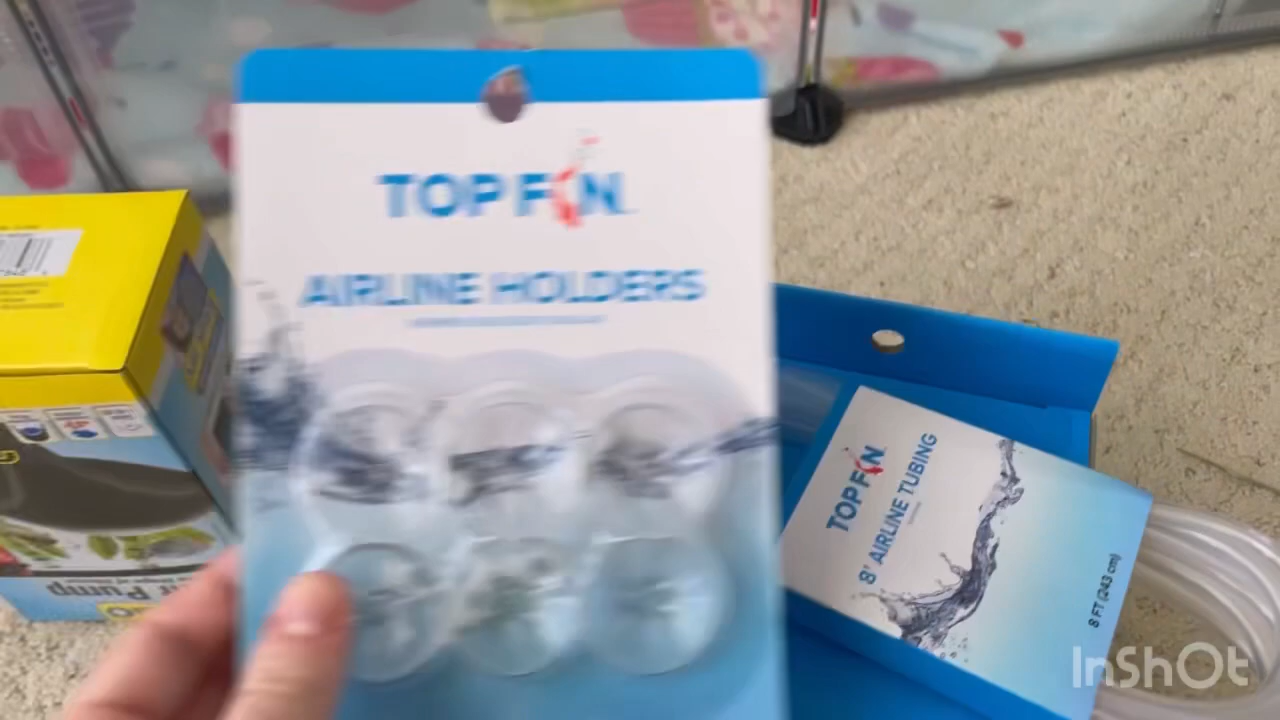 TOP FIN
AIRLINE HOLDERS
TOP FIN
8' AIRLINE TUBING
8 FT (243 cm)
Pump
InShOt